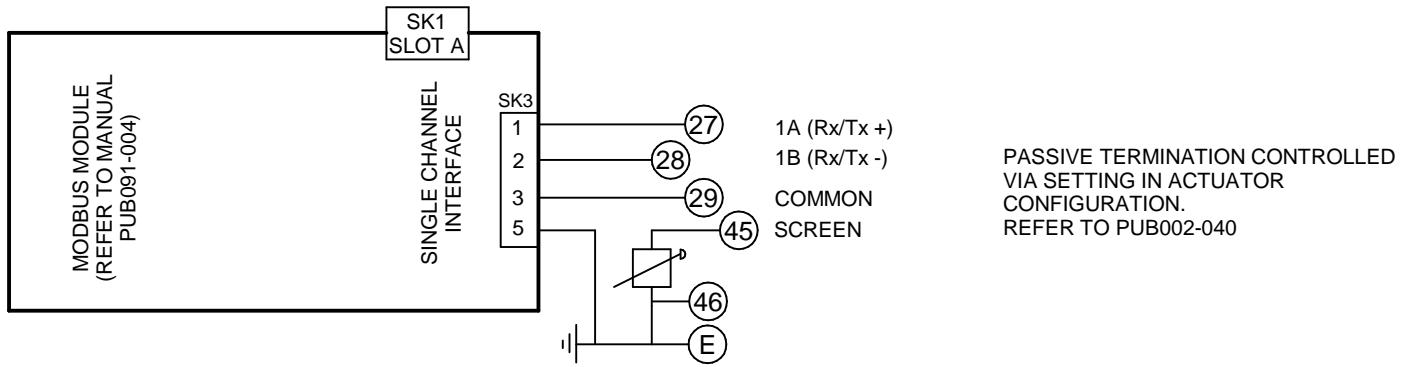 SK1
SLOT A
MODBUS MODULE
(REFER TO MANUAL
PUB091-004)
SINGLE CHANNEL
INTERFACE
SK3
1
2
3
5
27
28
29
45
46
E
1A (Rx/Tx +)
1B (Rx/Tx -)
COMMON
SCREEN
PASSIVE TERMINATION CONTROLLED
VIA SETTING IN ACTUATOR
CONFIGURATION.
REFER TO PUB002-040